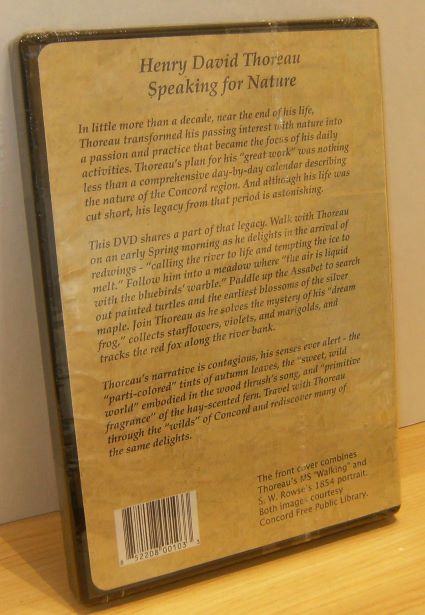 Henry David Thoreau
Speaking for Nature
In little more than a decade, near the end of his life,
Thoreau transformed his passing interest with nature into
a passion and practice that became the focus of his daily
activities. Thoreau's plan for his "great work" was nothing
less than a comprehensive day-by-day calendar describing
the nature of the Concord region. And although his life was
cut short, his legacy from that period is astonishing.
This DVD shares a part of that legacy. Walk with Thoreau
on an early Spring morning as he delights in the arrival of
redwings - "calling the river to life and tempting the ice to
melt." Follow him into a meadow where "the air is liquid
with the bluebirds' warble." Paddle up the Assabet to search
out painted turtles and the earliest blossoms of the silver
maple. Join Thoreau as he solves the mystery of his "dream
frog," collects starflowers, violets, and marigolds, and
tracks the red fox along the river bank.
Thoreau's narrative is contagious, his senses ever alert - the
"parti-colored" tints of autumn leaves, the "sweet, wild
world" embodied in the wood thrush's song, and "primitive
fragrance" of the hay-scented fern. Travel with Thoreau
through the "wilds" of Concord and rediscover many of
the same delights.
The front cover combines
Thoreau's MS "Walking" and
S. W. Rowse's 1854 portrait.
Both images courtesy
Concord Free Public Library.
8 52208 00103 3